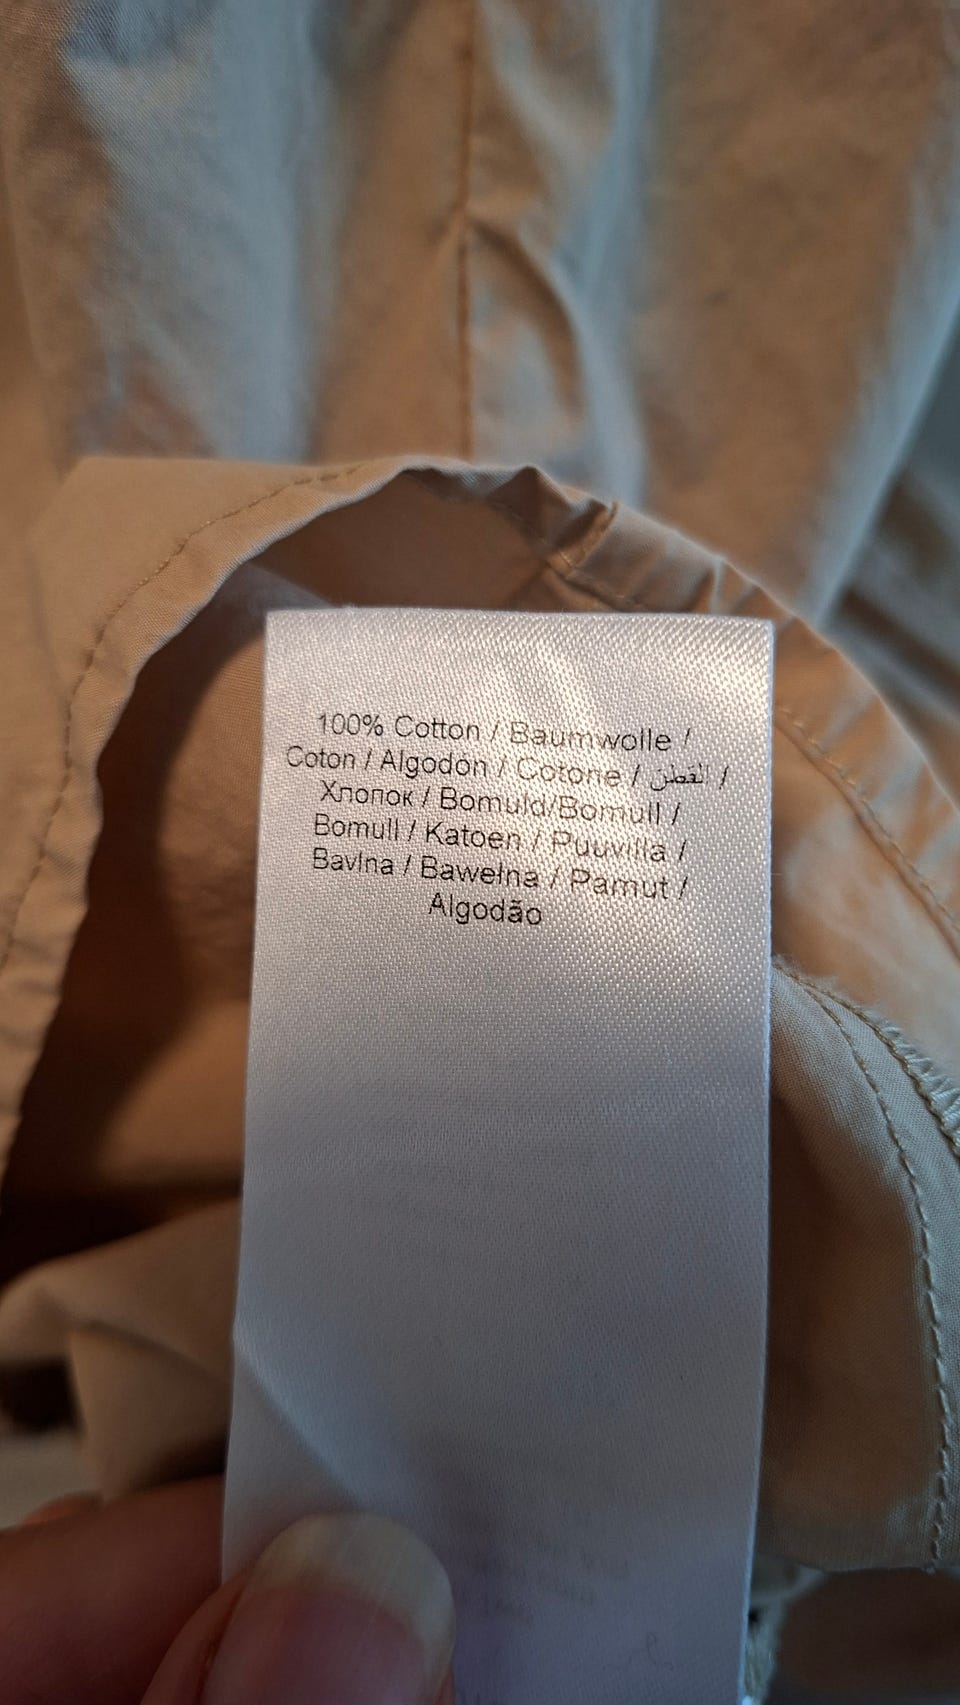 100% Cotton / Baumwolle /
Coton / Algodón / Cotone / القطن /
Хлопок / Bomuld/Bomull /
Bomull / Katoen / Puuvilla /
Bavlna / Bawełna / Pamut /
Algodão